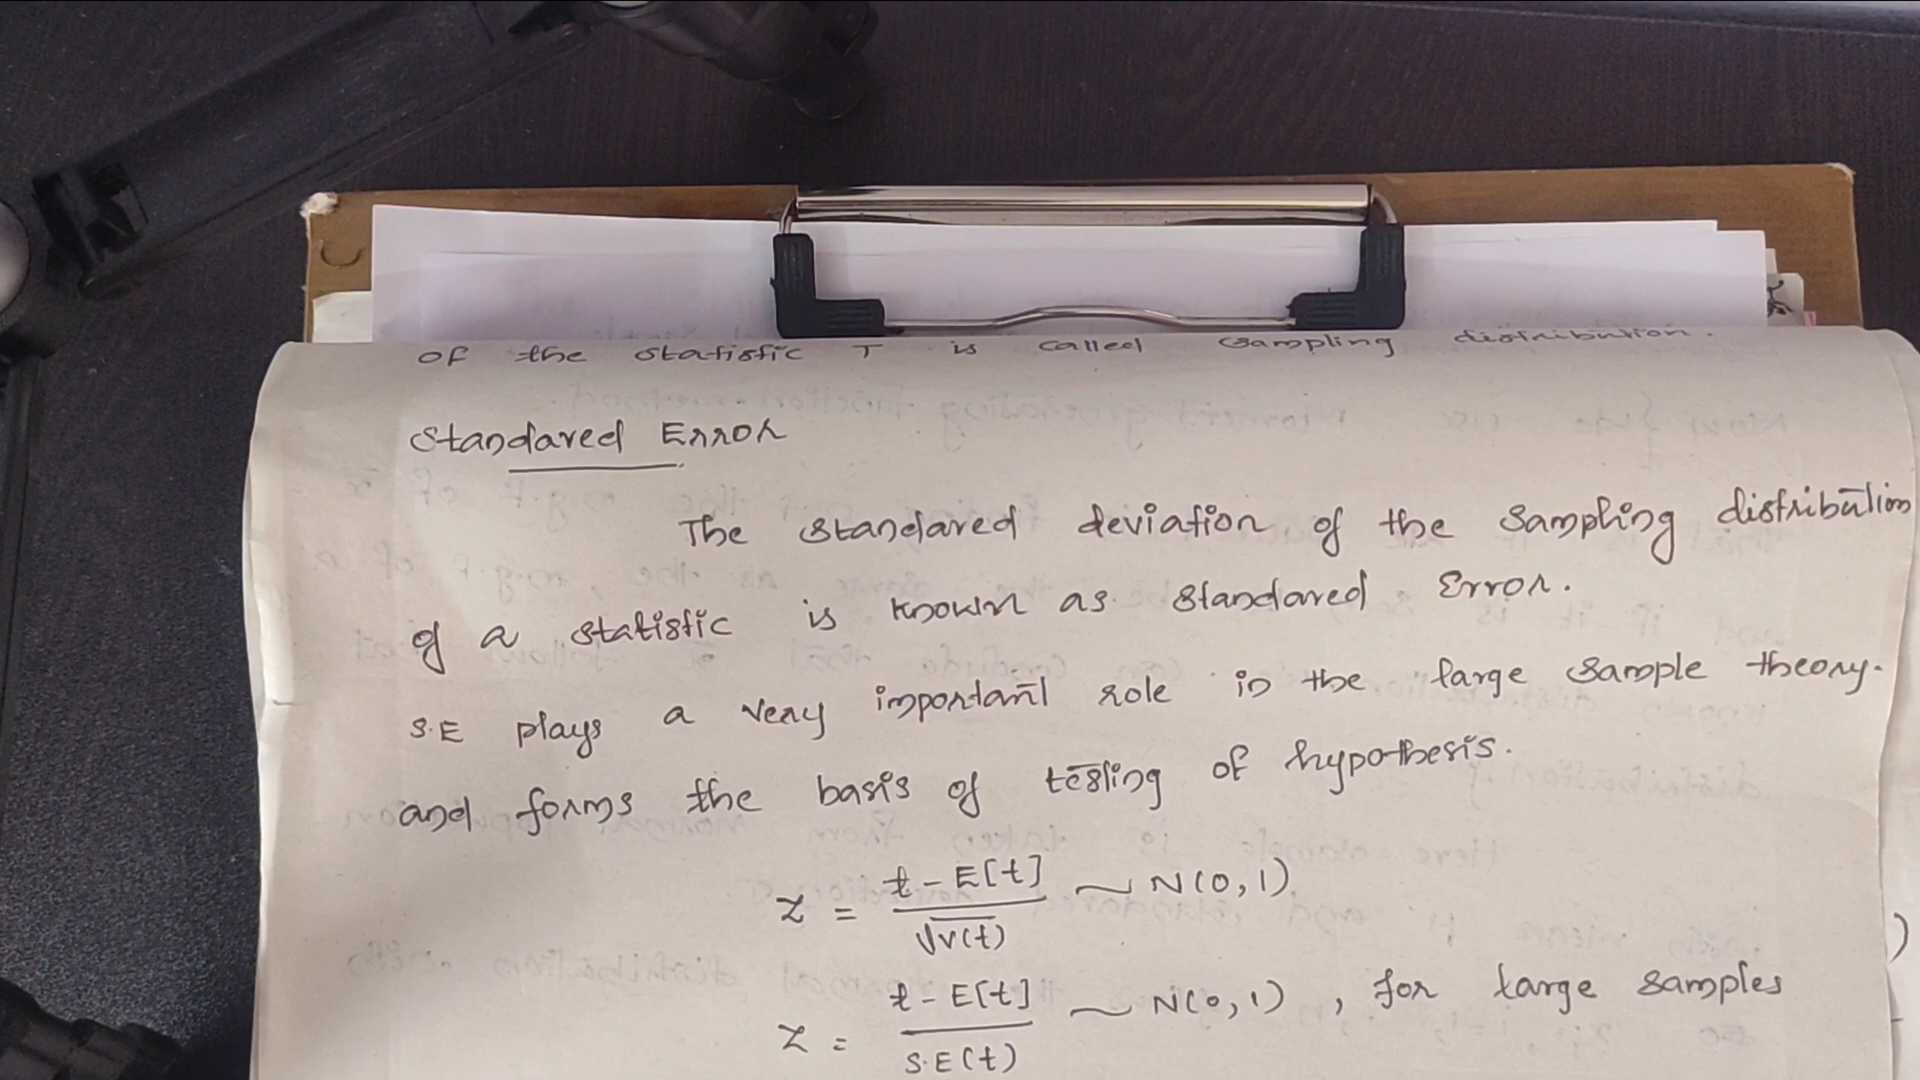 of the statistic T is called sampling distribution.
Standared Error
The standared deviation of the sampling distribution
of a statistic is known as standared Error.
S.E plays a very important role in the large sample theory.
and forms the basis of testing of hypothesis.
Z = t - E[t] / √V(t) ~ N(0, 1)
Z = t - E[t] / S.E(t) ~ N(0, 1) , for large samples